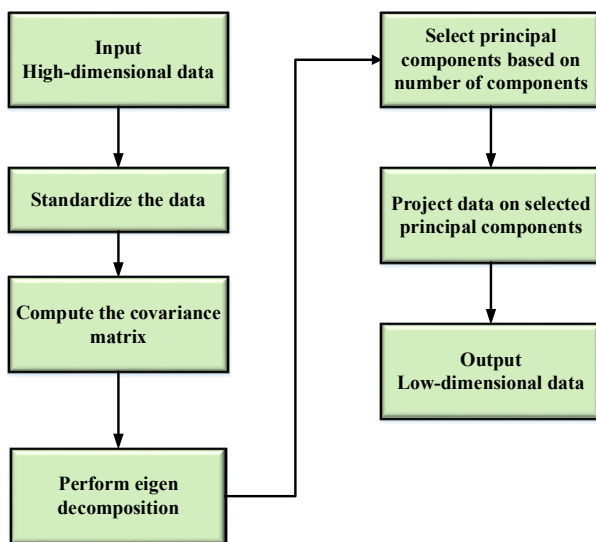 Input
High-dimensional data
Standardize the data
Compute the covariance
matrix
Perform eigen
decomposition
Select principal
components based on
number of components
Project data on selected
principal components
Output
Low-dimensional data